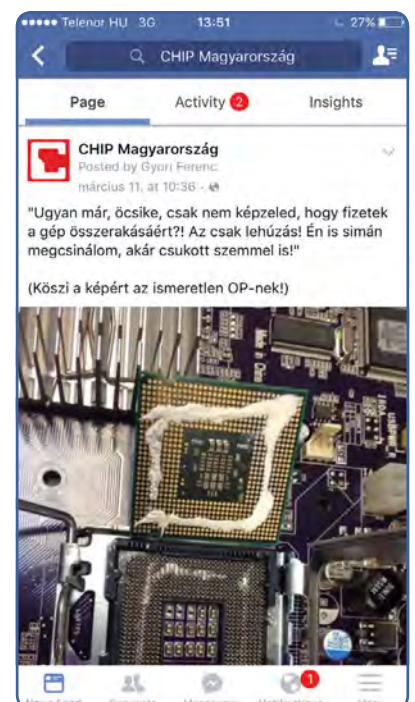 Telenor HU 3G 13:51 27%
CHIP Magyarország
Page Activity 2 Insights
CHIP Magyarország
Posted by Gyori Ferenc
március 11. at 10:36
"Ugyan már, öcsike, csak nem képzeled, hogy fizetek
a gép összerakásáért?! Az csak lehúzás! Én is simán
megcsinálom, akár csukott szemmel is!"
(Köszi a képért az ismeretlen OP-nek!)
1